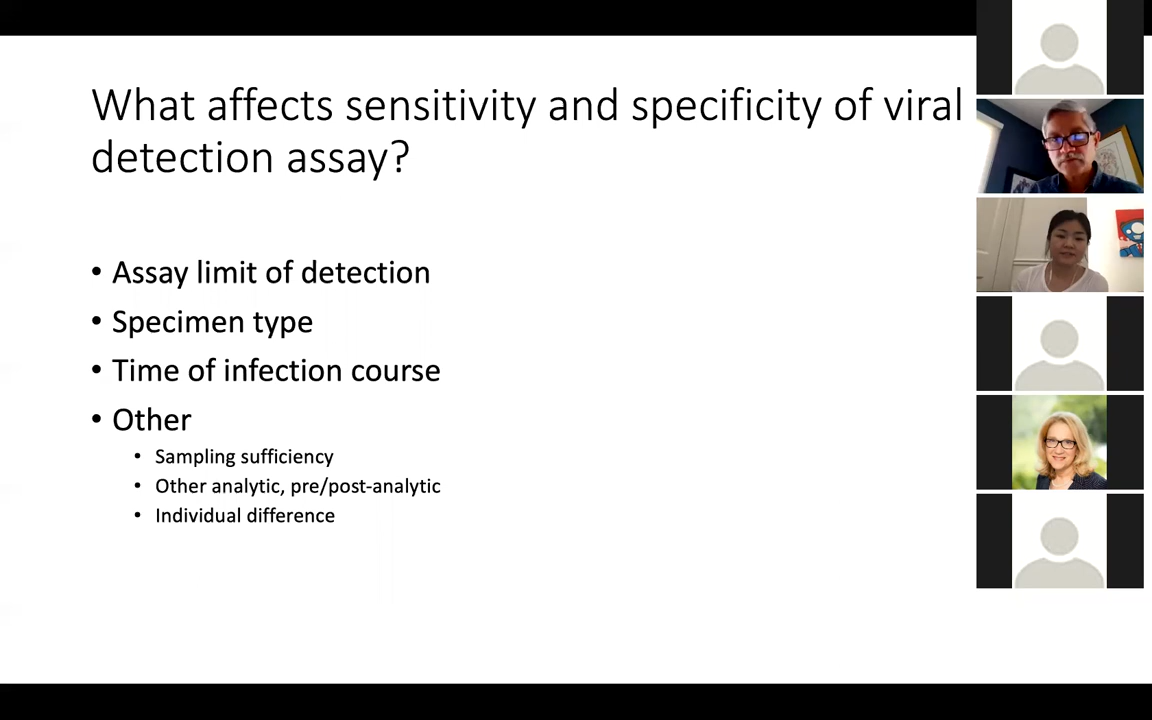 What affects sensitivity and specificity of viral
detection assay?
• Assay limit of detection
• Specimen type
• Time of infection course
• Other
• Sampling sufficiency
• Other analytic, pre/post-analytic
• Individual difference